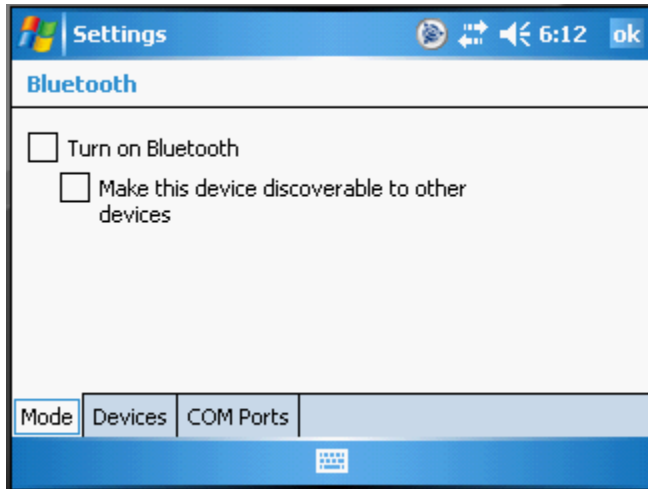 Settings 6:12 ok
Bluetooth
Turn on Bluetooth
Make this device discoverable to other
devices
Mode Devices COM Ports